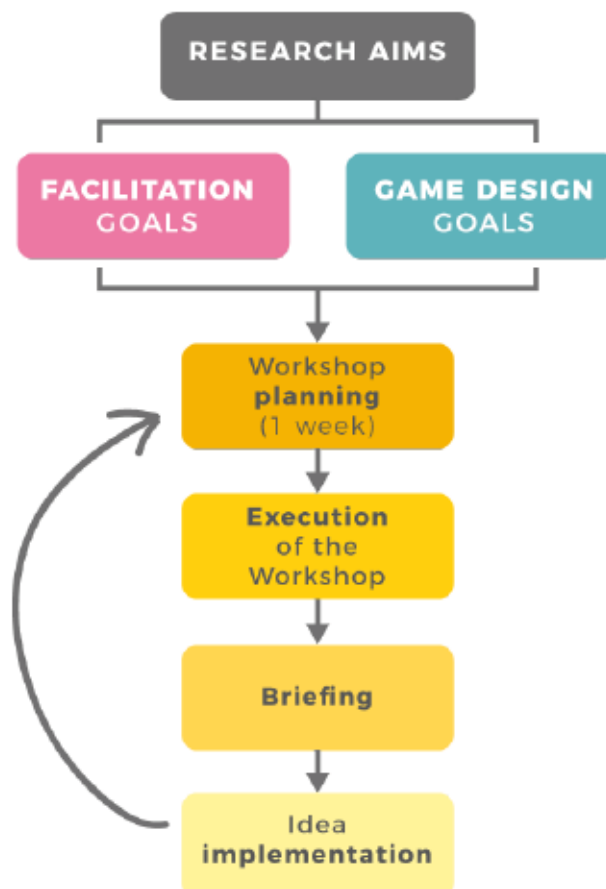 RESEARCH AIMS
FACILITATION
GOALS
GAME DESIGN
GOALS
Workshop
planning
(1 week)
Execution
of the
Workshop
Briefing
Idea
implementation